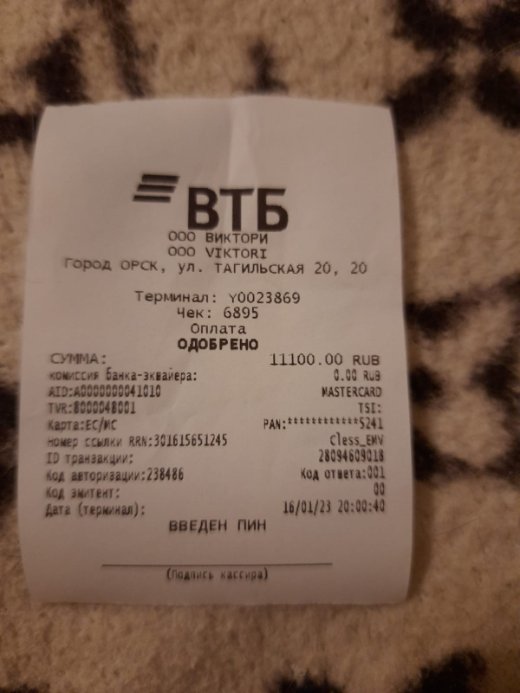 ВТБ
ООО ВИКТОРИ
ООО VIKTORI
Город ОРСК, ул. ТАГИЛЬСКАЯ 20, 20
Терминал: Y0023869
Чек: 6895
Оплата
ОДОБРЕНО
СУММА: 11100.00 RUB
комиссия банка-эквайера: 0.00 RUB
AID:A0000000041010 MASTERCARD
TVR:8000048001 TSI:
Карта:EC/MC PAN:************5241
Номер ссылки RRN:301615651245 Cless_EMV
ID транзакции: 28094609018
Код авторизации:238486 Код ответа:001
Код эмитент: 00
Дата (терминал): 16/01/23 20:00:40
ВВЕДЕН ПИН
(Подпись кассира)